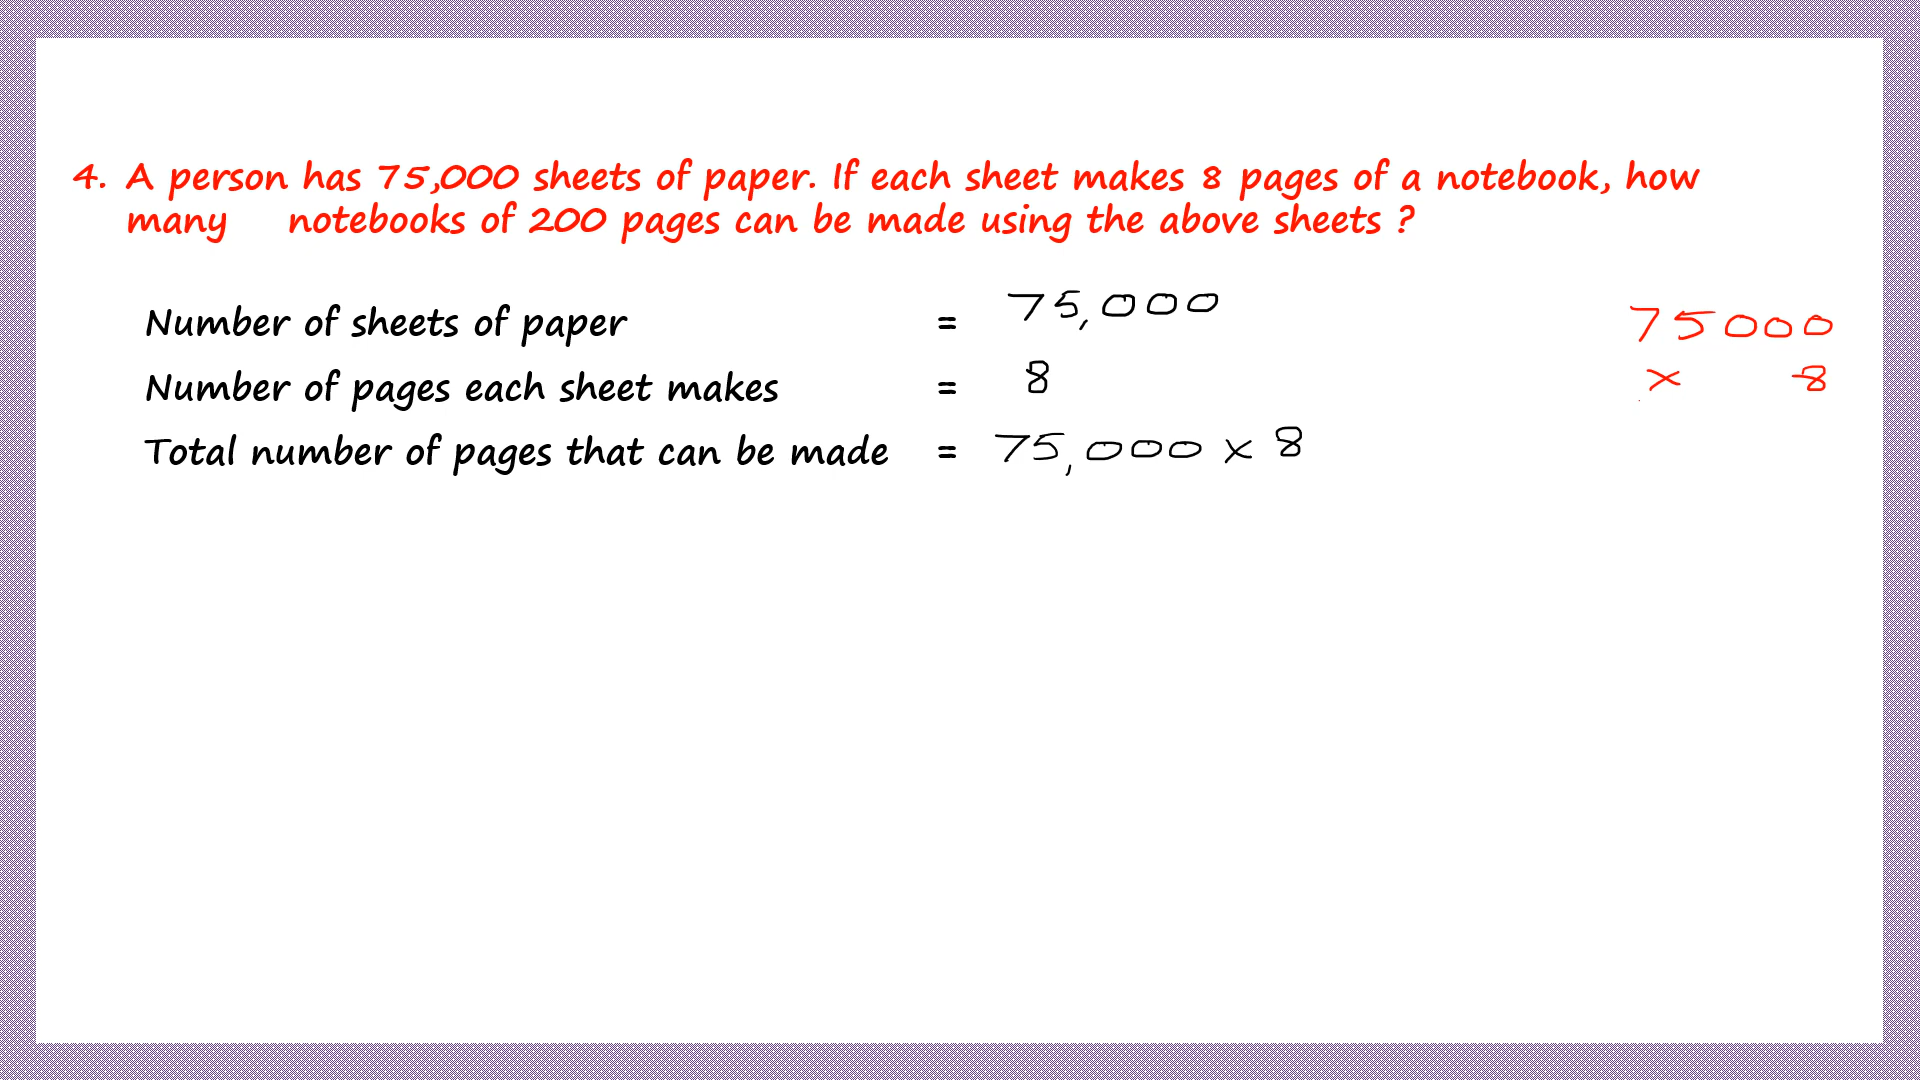 4. A person has 75,000 sheets of paper. If each sheet makes 8 pages of a notebook, how
many notebooks of 200 pages can be made using the above sheets ?
Number of sheets of paper = 75,000
Number of pages each sheet makes = 8
Total number of pages that can be made = 75,000 x 8
75000
x 8